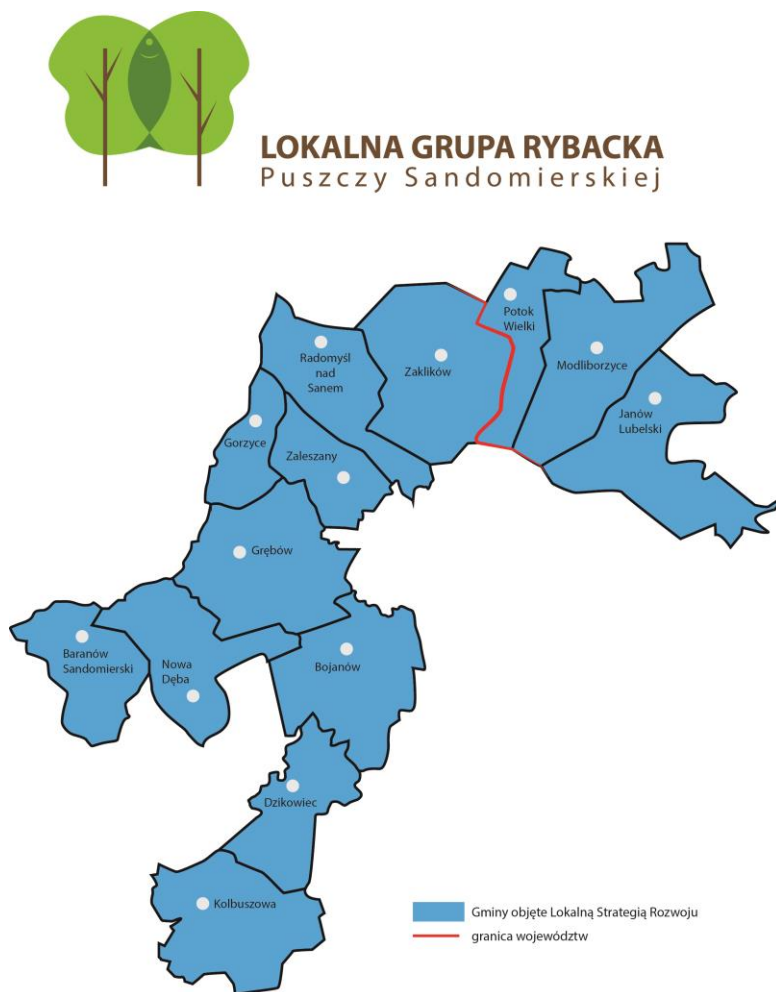 LOKALNA GRUPA RYBACKA
Puszczy Sandomierskiej
Potok
Wielki
Radomyśl
nad
Sanem
Zaklików
Modliborzyce
Janów
Lubelski
Gorzyce
Zaleszany
Grębów
Baranów
Sandomierski
Nowa
Dęba
Bojanów
Dzikowiec
Kolbuszowa
Gminy objęte Lokalną Strategią Rozwoju
granica województw